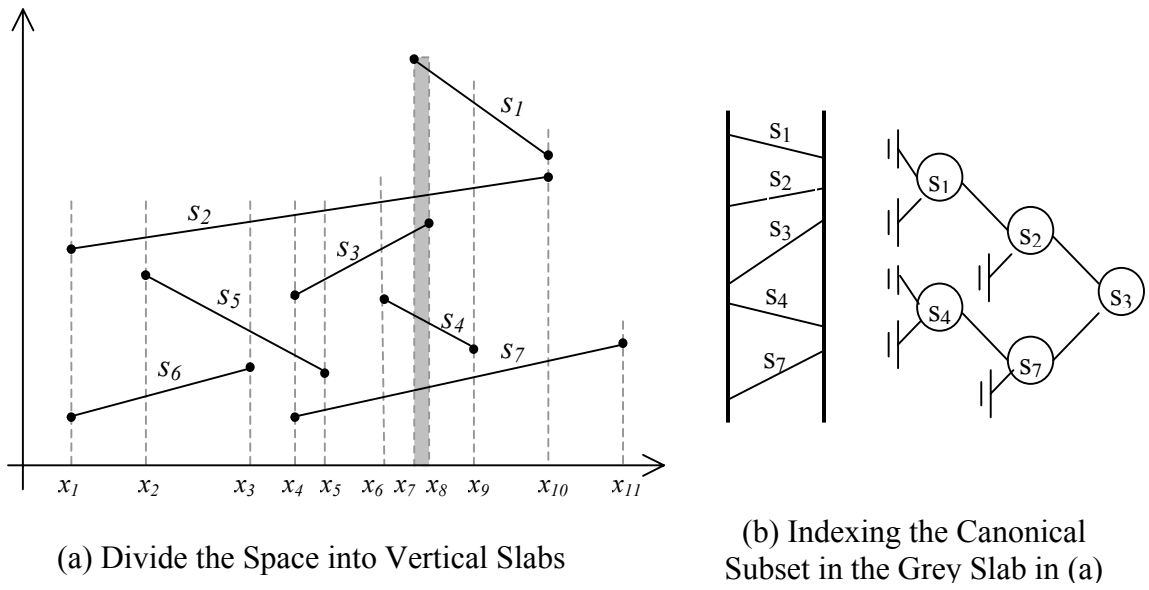 s1
s2
s3
s5
s4
s7
s6
x1 x2 x3 x4 x5 x6 x7 x8 x9 x10 x11
(a) Divide the Space into Vertical Slabs
s1
s2
s3
s4
s7
s1
s2
s3
s4
s7
(b) Indexing the Canonical
Subset in the Grey Slab in (a)